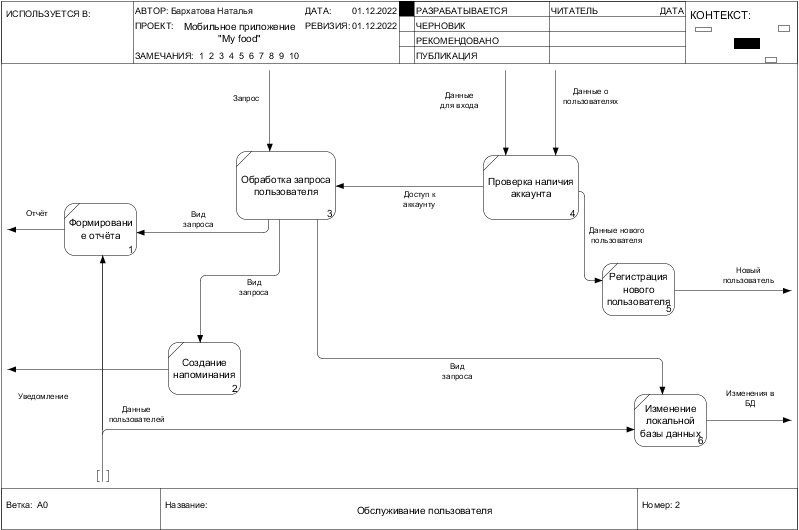 ИСПОЛЬЗУЕТСЯ В:
АВТОР: Бархатова Наталья
ДАТА: 01.12.2022
ПРОЕКТ: Мобильное приложение
"My food"
РЕВИЗИЯ: 01.12.2022
ЗАМЕЧАНИЯ: 1 2 3 4 5 6 7 8 9 10
РАЗРАБАТЫВАЕТСЯ
ЧЕРНОВИК
РЕКОМЕНДОВАНО
ПУБЛИКАЦИЯ
ЧИТАТЕЛЬ
ДАТА
КОНТЕКСТ:
Запрос
Данные
для входа
Данные о
пользователях
Обработка запроса
пользователя
3
Доступ к
аккаунту
Проверка наличия
аккаунта
4
Отчёт
Формировани
е отчёта
1
Вид
запроса
Данные нового
пользователя
Вид
запроса
Регистрация
нового
пользователя
5
Новый
пользователь
Создание
напоминания
2
Уведомление
Вид
запроса
Данные
пользователей
Изменение
локальной
базы данных
6
Изменения в
БД
[ ]
Ветка: A0
Название:
Обслуживание пользователя
Номер: 2